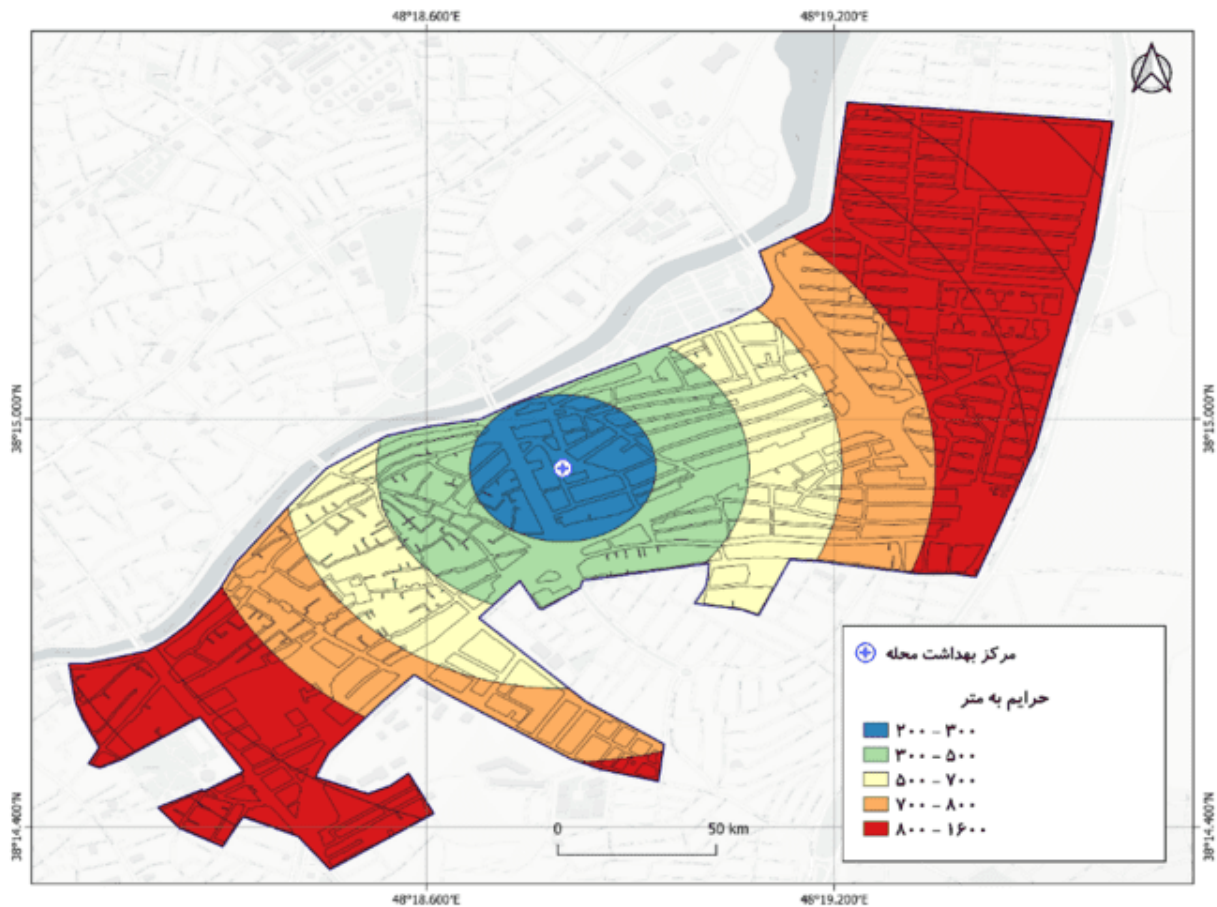 48°18.600'E 48°19.200'E
38°15.000'N 38°15.000'N
مرکز بهداشت محله
حرایم به متر
۲۰۰ - ۳۰۰
۳۰۰ - ۵۰۰
۵۰۰ - ۷۰۰
۷۰۰ - ۸۰۰
۸۰۰ - ۱۶۰۰
0 50 km
38°14.400'N 38°14.400'N
48°18.600'E 48°19.200'E